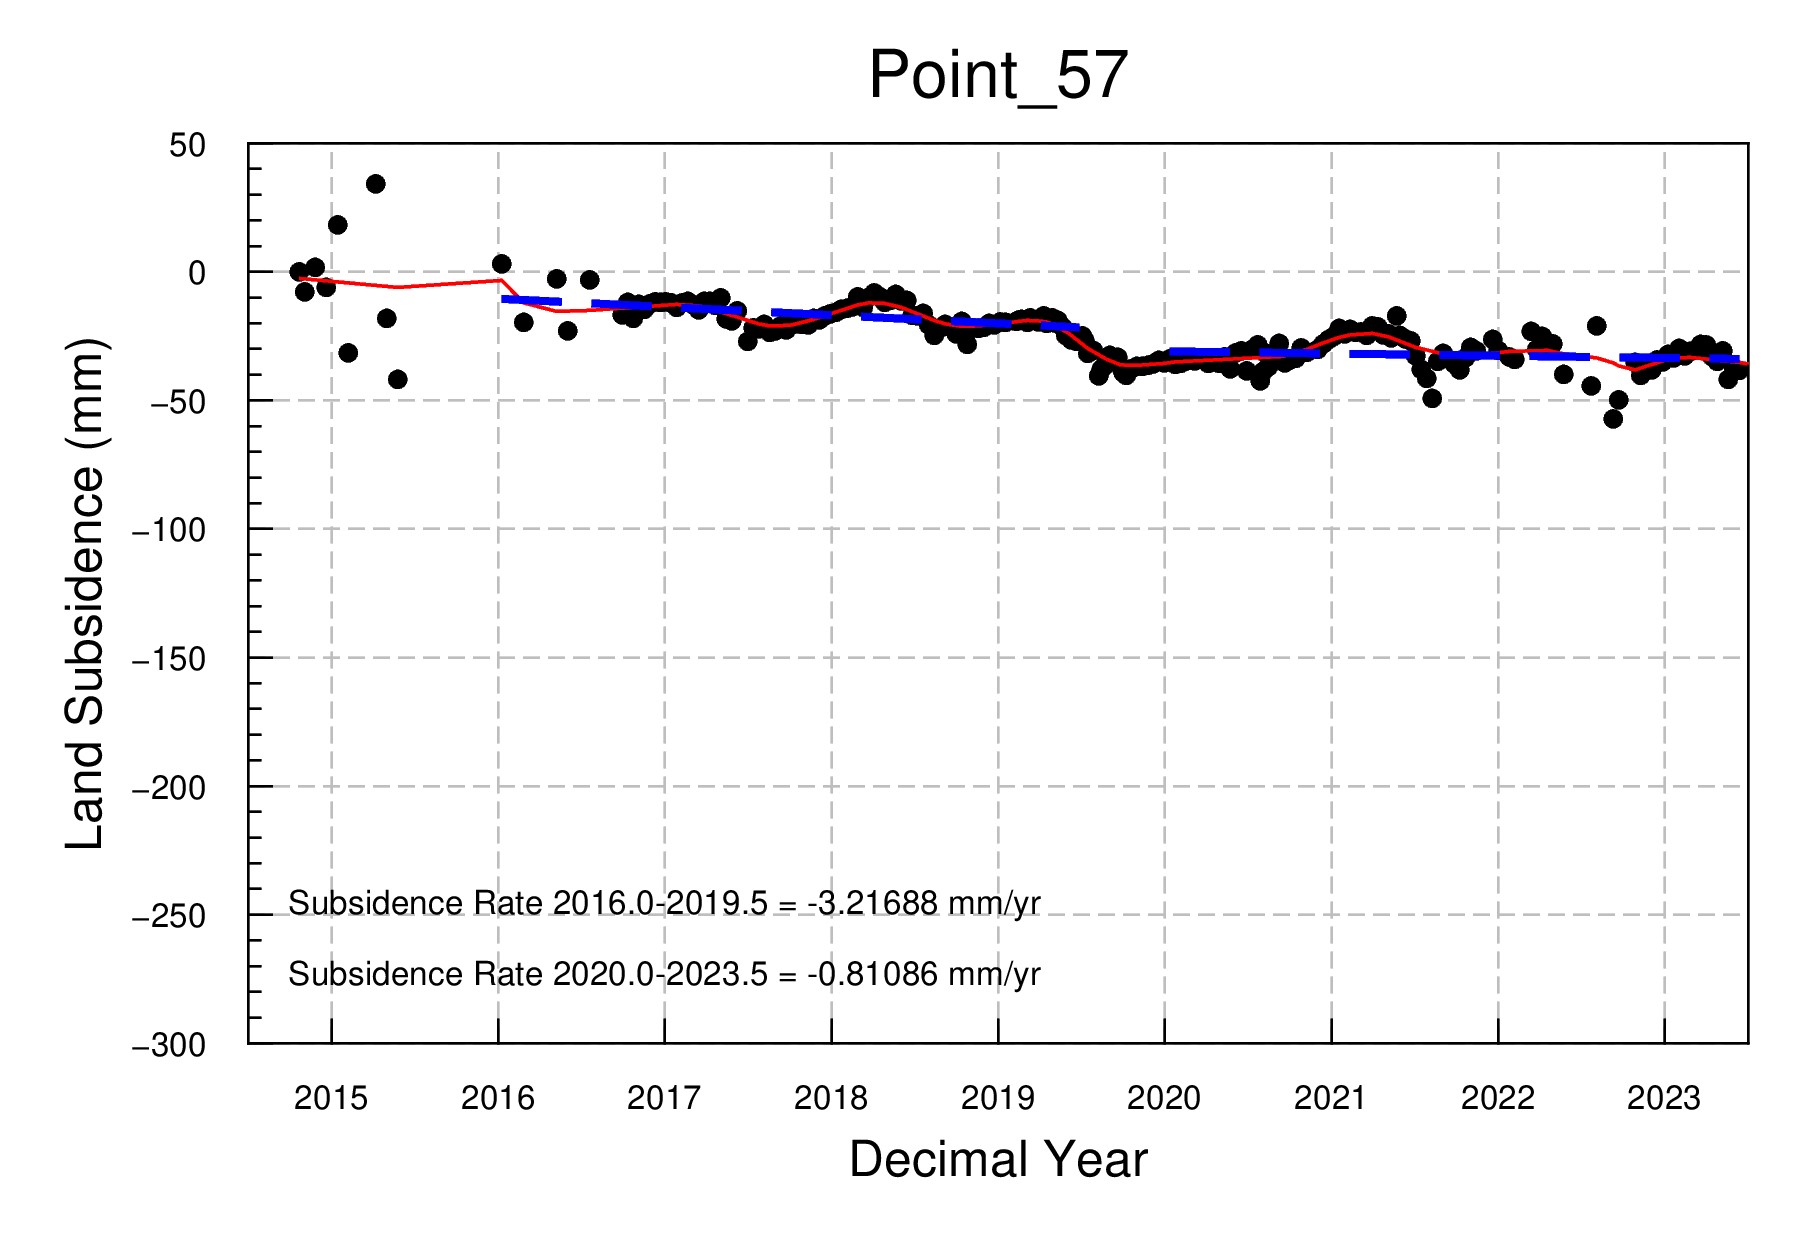 Point_57
50
0
−50
−100
−150
−200
−250
−300
Land Subsidence (mm)
Subsidence Rate 2016.0-2019.5 = -3.21688 mm/yr
Subsidence Rate 2020.0-2023.5 = -0.81086 mm/yr
2015 2016 2017 2018 2019 2020 2021 2022 2023
Decimal Year